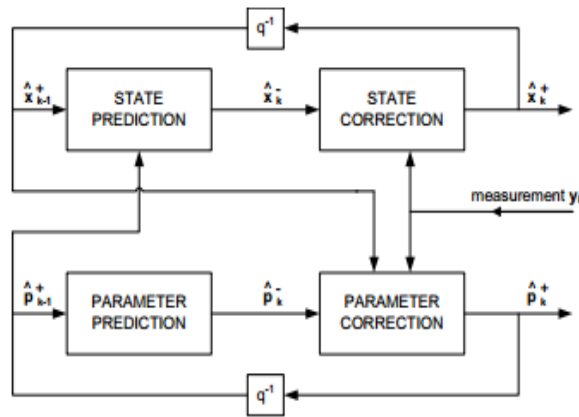 q⁻¹
x̂⁺ₖ₋₁
STATE
PREDICTION
x̂⁻ₖ
STATE
CORRECTION
x̂⁺ₖ
measurement y
p̂⁺ₖ₋₁
PARAMETER
PREDICTION
p̂⁻ₖ
PARAMETER
CORRECTION
p̂⁺ₖ
q⁻¹